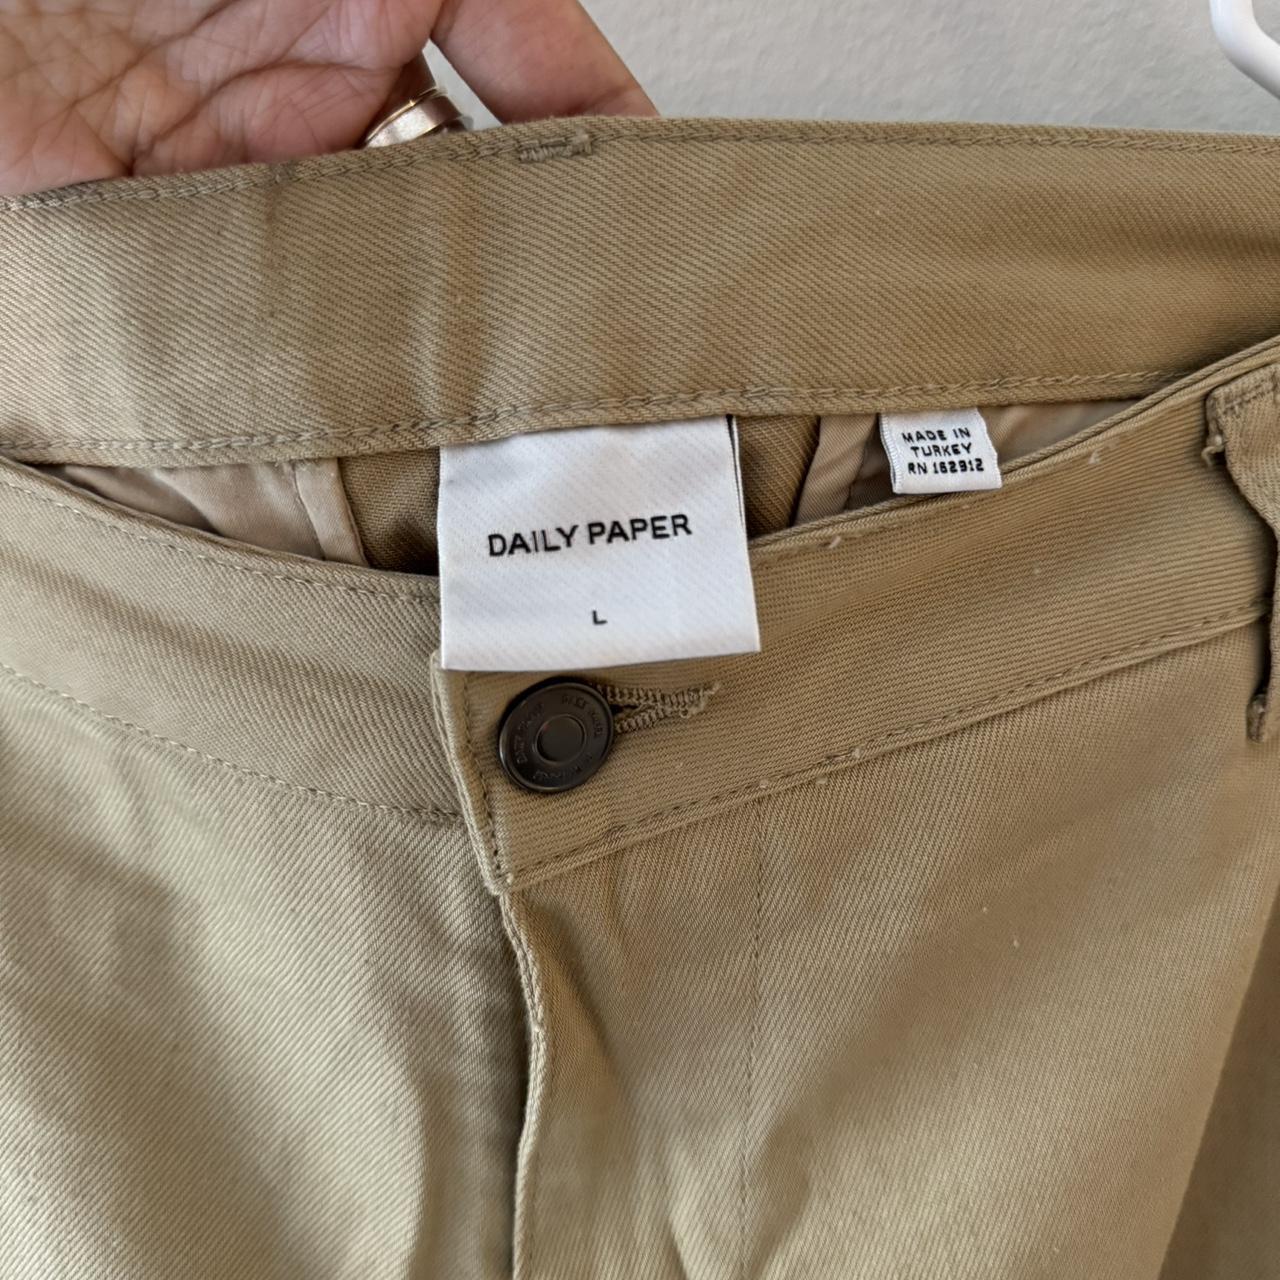 DAILY PAPER
L
MADE IN
TURKEY
RN 162912